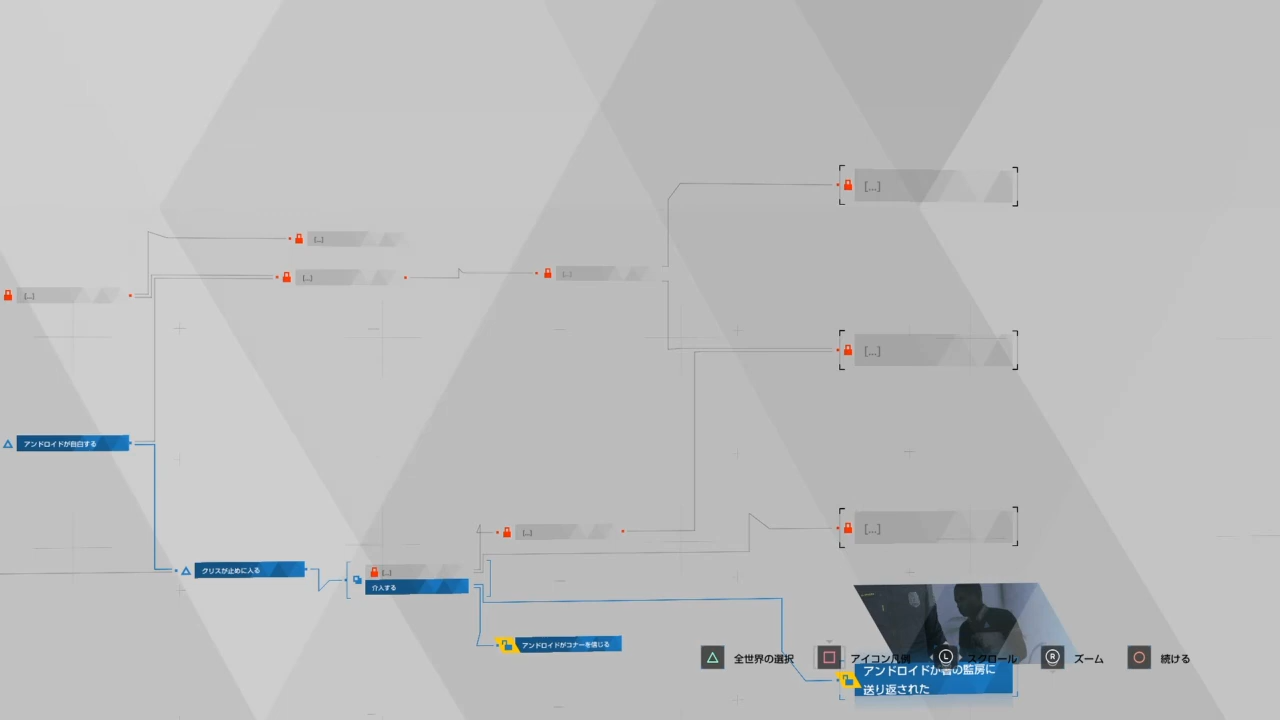 [...]
[...]
[...]
[...]
[...]
[...]
アンドロイドが自白する
[...]
[...]
クリスが止めに入る
[...]
介入する
アンドロイドがコナーを信じる
全世界の選択
アイコン凡例
L
スクロール
R
ズーム
続ける
アンドロイドが署の監房に
送り返された